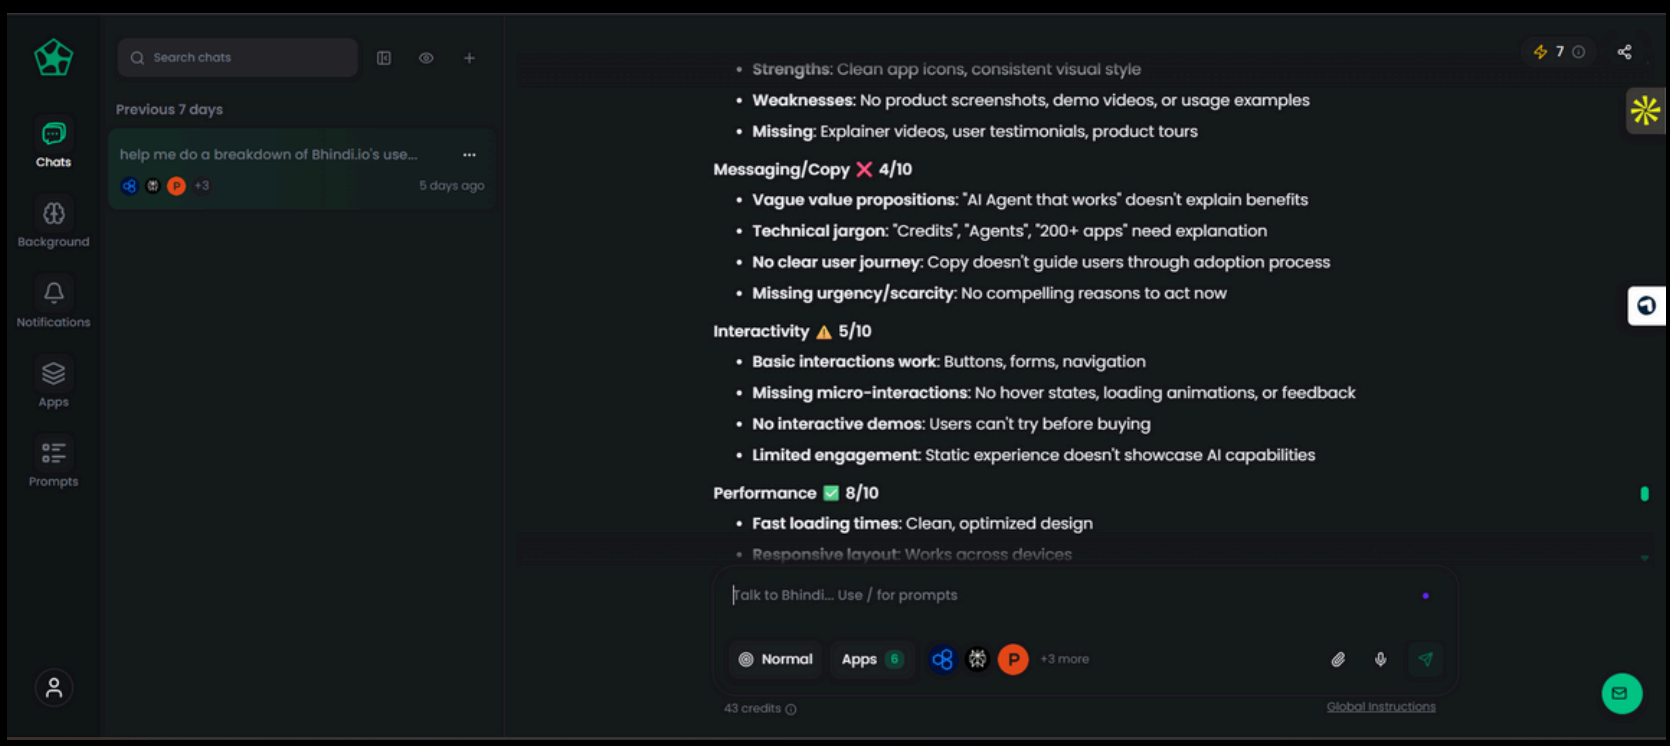 Search chats
7
Previous 7 days
help me do a breakdown of Bhindi.io's use...
P
+3
5 days ago
Chats
Background
Notifications
Apps
Prompts
• Strengths: Clean app icons, consistent visual style
• Weaknesses: No product screenshots, demo videos, or usage examples
• Missing: Explainer videos, user testimonials, product tours
Messaging/Copy ❌ 4/10
• Vague value propositions: "AI Agent that works" doesn't explain benefits
• Technical jargon: "Credits", "Agents", "200+ apps" need explanation
• No clear user journey: Copy doesn't guide users through adoption process
• Missing urgency/scarcity: No compelling reasons to act now
Interactivity ⚠️ 5/10
• Basic interactions work: Buttons, forms, navigation
• Missing micro-interactions: No hover states, loading animations, or feedback
• No interactive demos: Users can't try before buying
• Limited engagement: Static experience doesn't showcase AI capabilities
Performance ✅ 8/10
• Fast loading times: Clean, optimized design
• Responsive layout: Works across devices
Talk to Bhindi... Use / for prompts
Normal
Apps 6
P
+3 more
43 credits
Global Instructions